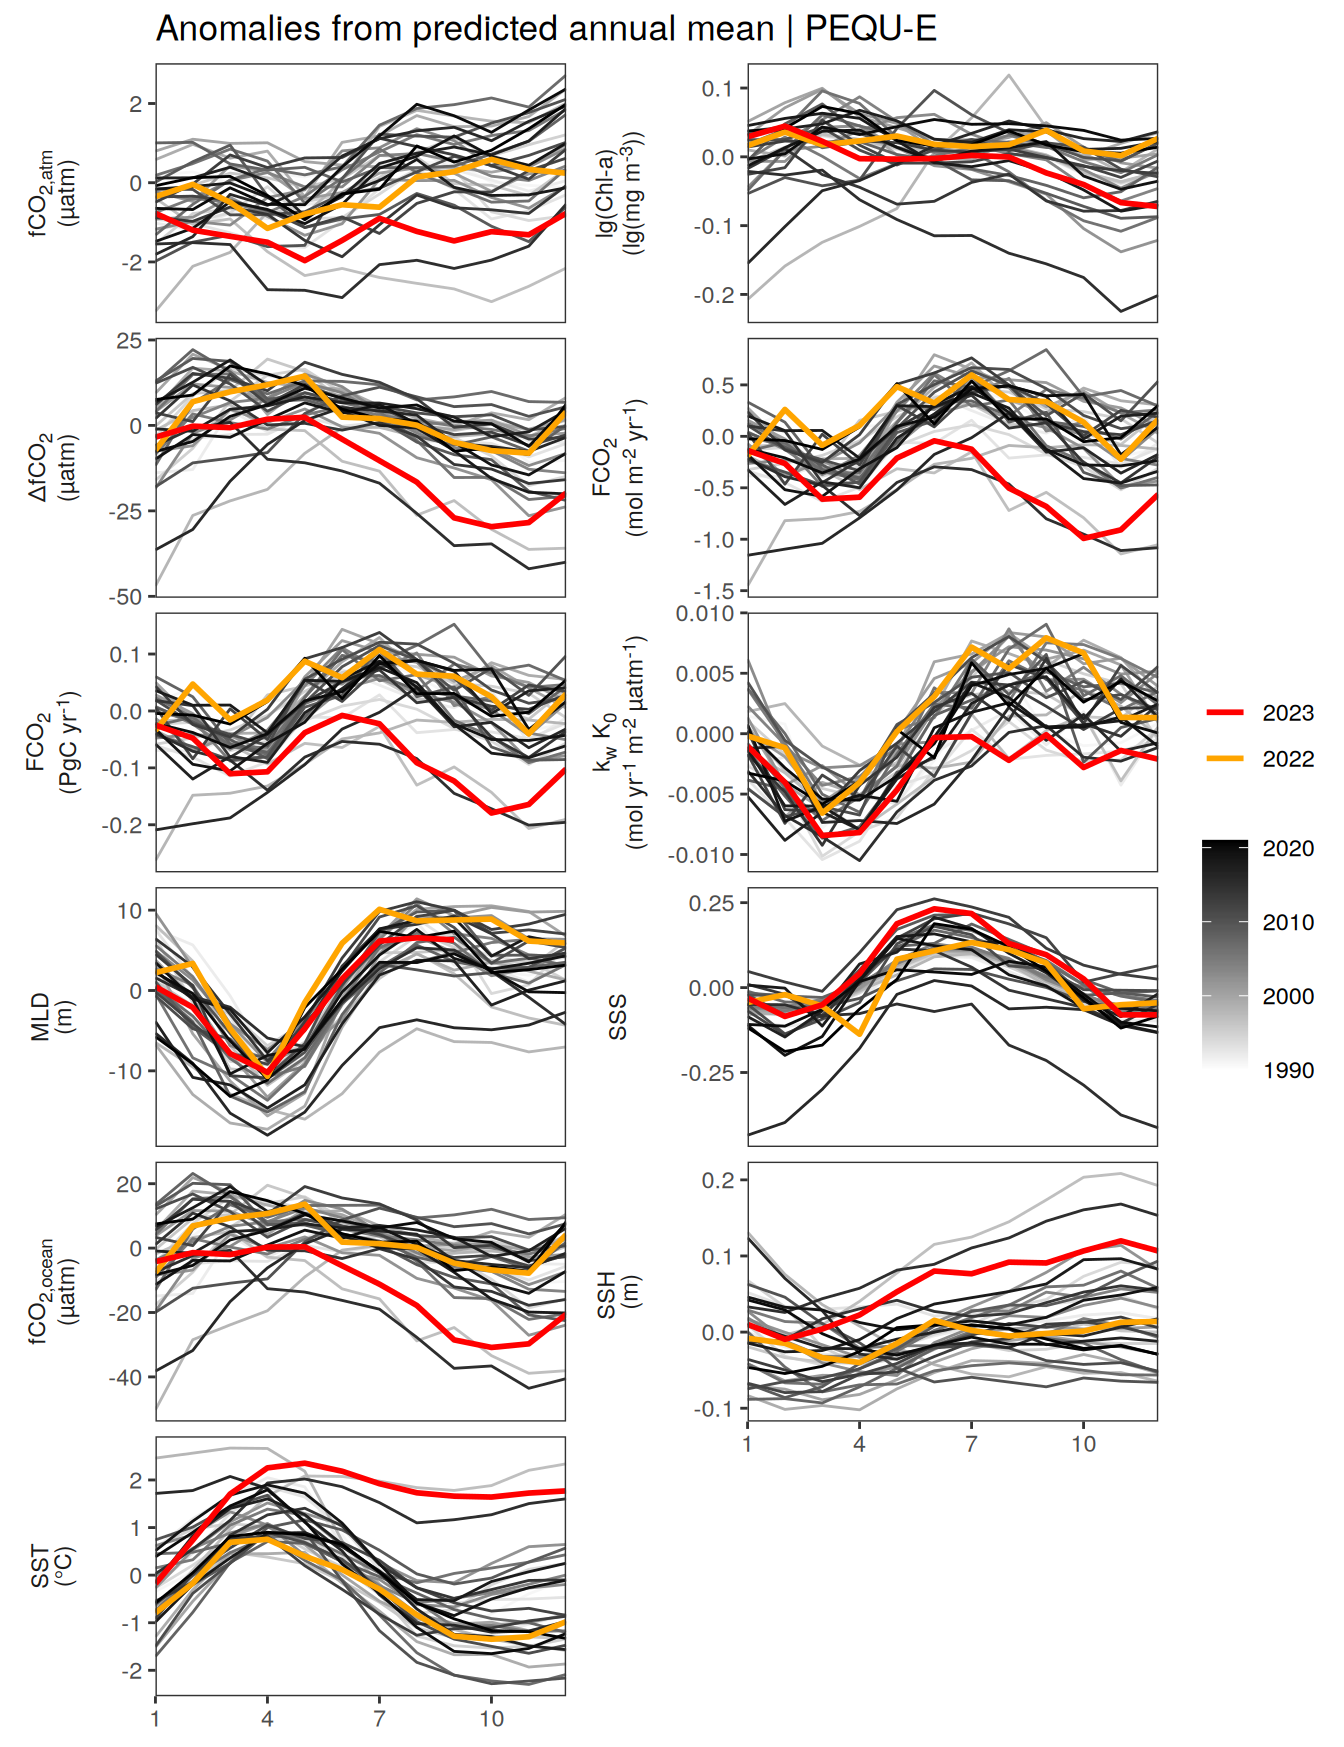 Anomalies from predicted annual mean | PEQU-E
fCO2,atm
(µatm)
2
0
-2
lg(Chl-a)
(lg(mg m-3))
0.1
0.0
-0.1
-0.2
ΔfCO2
(µatm)
25
0
-25
-50
FCO2
(mol m-2 yr-1)
0.5
0.0
-0.5
-1.0
-1.5
FCO2
(PgC yr-1)
0.1
0.0
-0.1
-0.2
kw K0
(mol yr-1 m-2 µatm-1)
0.010
0.005
0.000
-0.005
-0.010
MLD
(m)
10
0
-10
SSS
0.25
0.00
-0.25
fCO2,ocean
(µatm)
20
0
-20
-40
SSH
(m)
0.2
0.1
0.0
-0.1
1 4 7 10
SST
(°C)
2
1
0
-1
-2
1 4 7 10
2023
2022
2020
2010
2000
1990